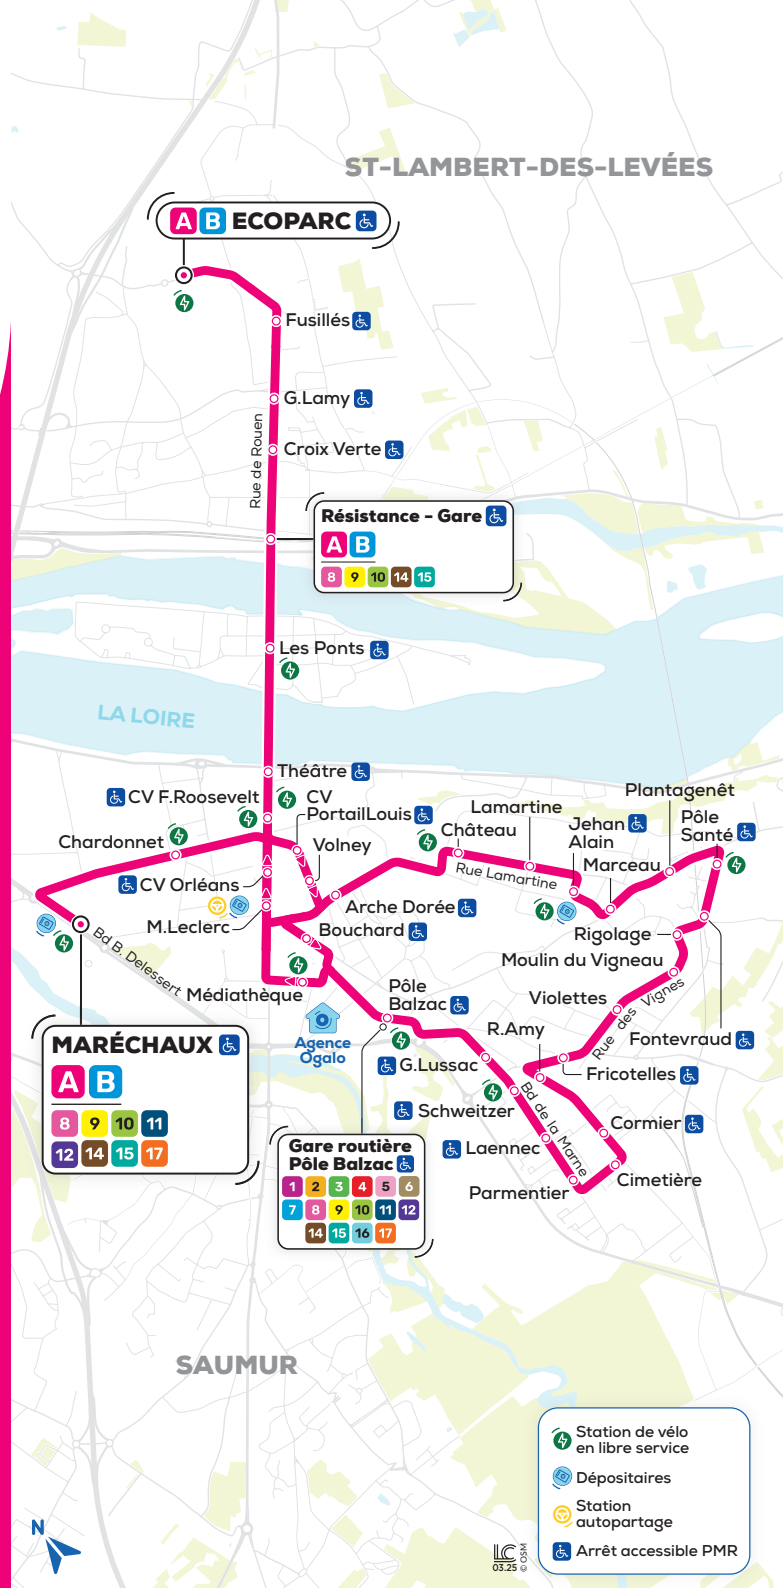 ST-LAMBERT-DES-LEVÉES
A B ECOPARC
Fusillés
G.Lamy
Rue de Rouen
Croix Verte
Résistance - Gare
A B
8 9 10 14 15
Les Ponts
LA LOIRE
Théâtre
CV F.Roosevelt
CV
PortailLouis
Chardonnet
Volney
CV Orléans
M.Leclerc
Bd B. Delessert
Médiathèque
Arche Dorée
Bouchard
Château
Lamartine
Rue Lamartine
Jehan
Alain
Marceau
Plantagenêt
Pôle
Santé
Rigolage
Moulin du Vigneau
Violettes
Rue des Vignes
Fontevraud
R.Amy
Fricotelles
Cormier
Cimetière
Pôle
Balzac
Agence
Ogalo
G.Lussac
Schweitzer
Bd de la Marne
Laennec
Parmentier
MARÉCHAUX
A B
8 9 10 11
12 14 15 17
Gare routière
Pôle Balzac
1 2 3 4 5 6
7 8 9 10 11 12
14 15 16 17
SAUMUR
Station de vélo
en libre service
Dépositaires
Station
autopartage
Arrêt accessible PMR
N
LC
03.25
© OSM